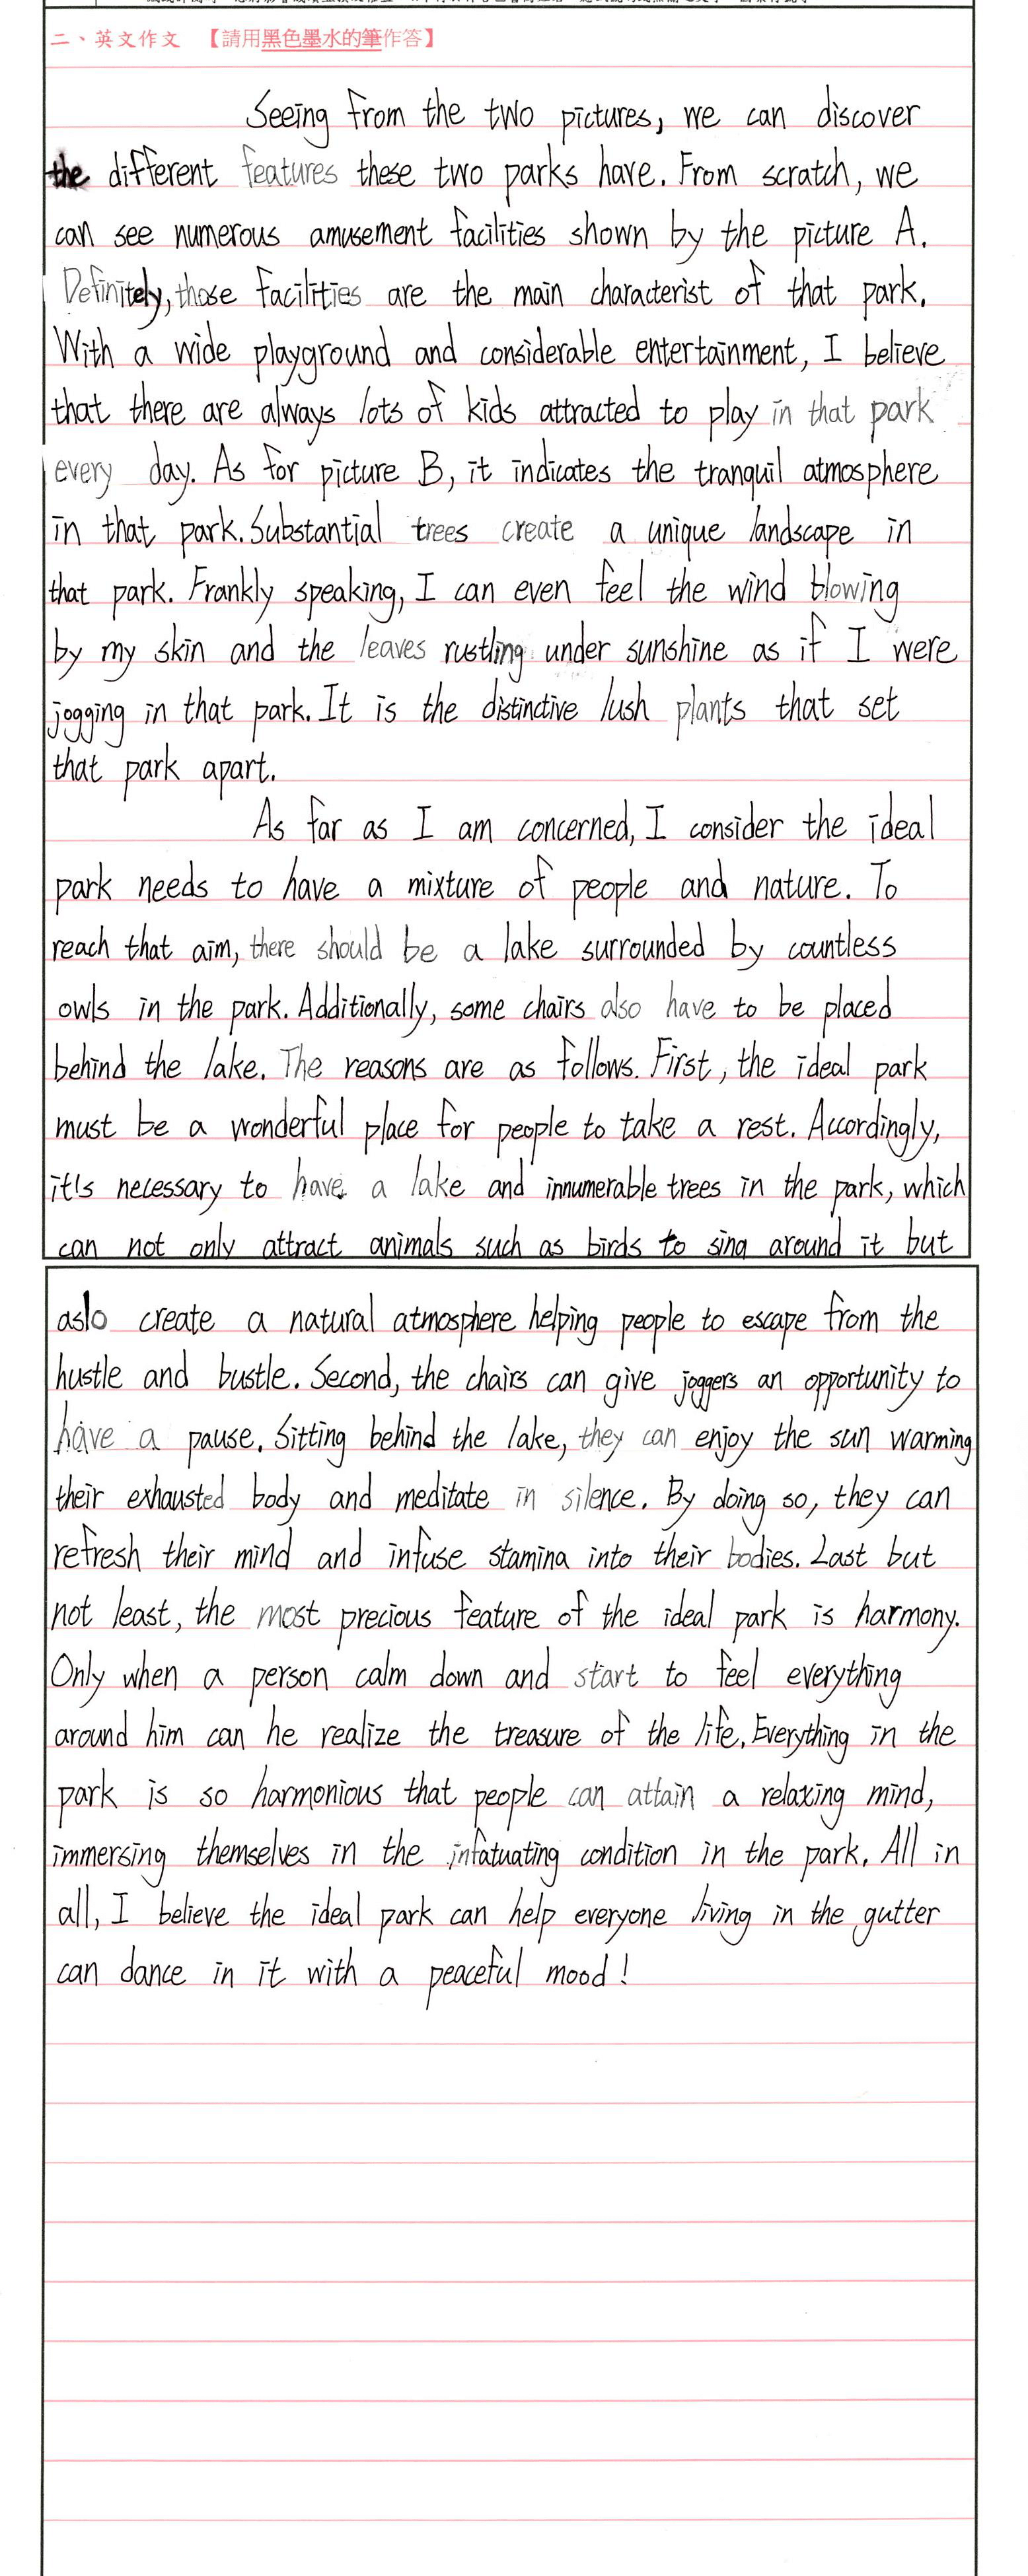 二、英文作文 【請用黑色墨水的筆作答】
Seeing from the two pictures, we can discover
the different features these two parks have. From scratch, we
can see numerous amusement facilities shown by the picture A.
Definitely, those facilities are the main characterist of that park.
With a wide playground and considerable entertainment, I believe
that there are always lots of kids attracted to play in that park
every day. As for picture B, it indicates the tranquil atmosphere
in that park. Substantial trees create a unique landscape in
that park. Frankly speaking, I can even feel the wind blowing
by my skin and the leaves rustling under sunshine as if I were
jogging in that park. It is the distinctive lush plants that set
that park apart.
As far as I am concerned, I consider the ideal
park needs to have a mixture of people and nature. To
reach that aim, there should be a lake surrounded by countless
owls in the park. Additionally, some chairs also have to be placed
behind the lake. The reasons are as follows. First, the ideal park
must be a wonderful place for people to take a rest. Accordingly,
it's necessary to have a lake and innumerable trees in the park, which
can not only attract animals such as birds to sing around it but
aslo create a natural atmosphere helping people to escape from the
hustle and bustle. Second, the chairs can give joggers an opportunity to
have a pause. Sitting behind the lake, they can enjoy the sun warming
their exhausted body and meditate in silence. By doing so, they can
refresh their mind and infuse stamina into their bodies. Last but
not least, the most precious feature of the ideal park is harmony.
Only when a person calm down and start to feel everything
around him can he realize the treasure of the life. Everything in the
park is so harmonious that people can attain a relaxing mind,
immersing themselves in the infatuating condition in the park. All in
all, I believe the ideal park can help everyone living in the gutter
can dance in it with a peaceful mood!